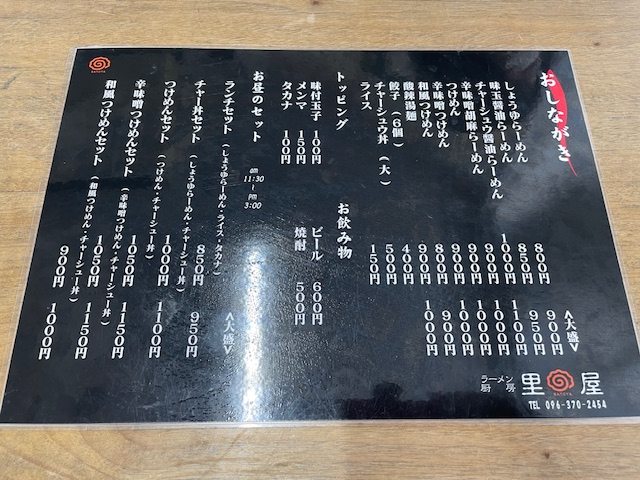 おしながき
<大盛>
しょうゆらーめん 800円 900円
味玉醤油らーめん 850円 950円
チャーシュウ醤油らーめん 1000円 1100円
辛味噌胡麻らーめん 900円 1000円
つけめん 900円 1000円
辛味噌つけめん 900円 1000円
和風つけめん 800円 900円
酸辣湯麺 900円 1000円
餃子(6個) 400円
チャーシュウ丼(大) 500円
ライス 150円
トッピング
味付玉子 100円
メンマ 150円
タカナ 100円
お飲み物
ビール 600円
焼酎 500円
お昼のセット am 11:30〜pm 3:00
<大盛>
ランチセット(しょうゆらーめん・ライス・タカナ) 850円 950円
チャー丼セット(しょうゆらーめん・チャーシュー丼) 1000円 1100円
つけめんセット(つけめん・チャーシュー丼) 1050円 1150円
辛味噌つけめんセット(辛味噌つけめん・チャーシュー丼) 1050円 1150円
和風つけめんセット(和風つけめん・チャーシュー丼) 900円 1000円
ラーメン厨房 里屋
SATOYA
TEL 096-370-2454
SATOYA